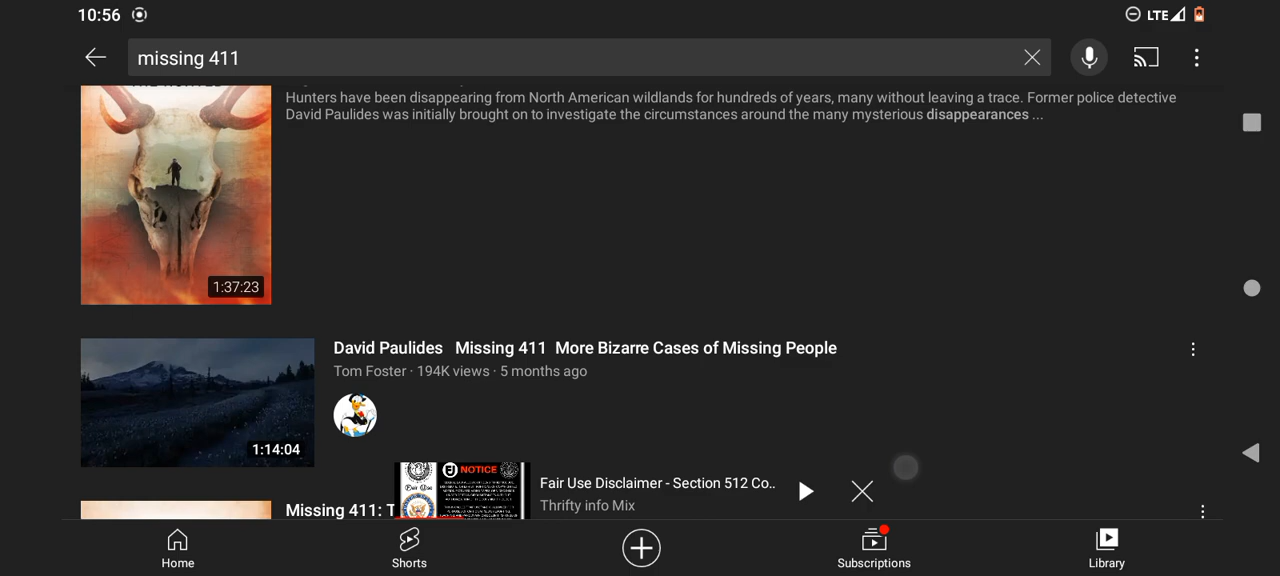 10:56
LTE
missing 411
Hunters have been disappearing from North American wildlands for hundreds of years, many without leaving a trace. Former police detective
David Paulides was initially brought on to investigate the circumstances around the many mysterious disappearances ...
1:37:23
David Paulides Missing 411 More Bizarre Cases of Missing People
Tom Foster · 194K views · 5 months ago
1:14:04
NOTICE
Fair Use
Fair Use Disclaimer - Section 512 Co..
Thrifty info Mix
Missing 411: T
Home
Shorts
Subscriptions
Library